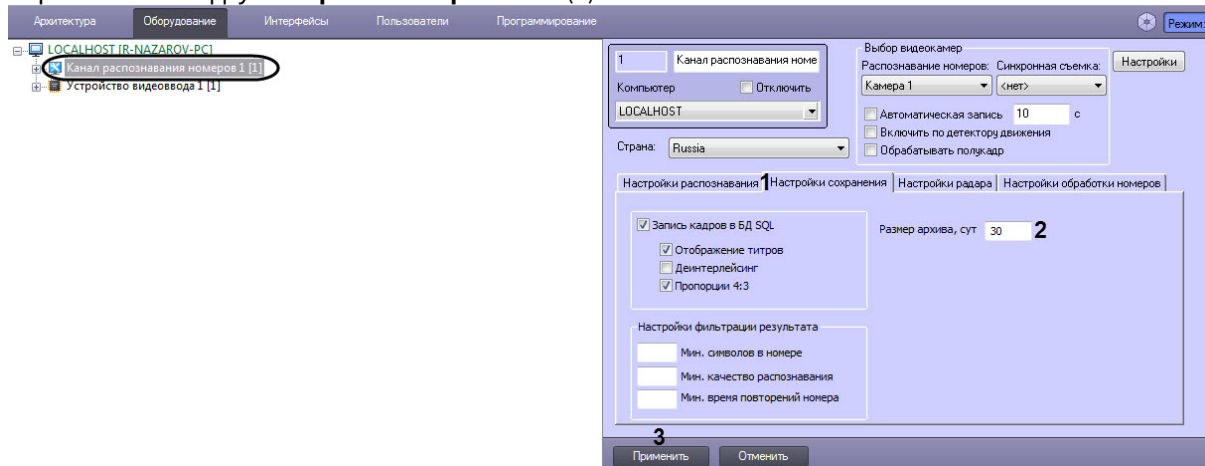 Архитектура Оборудование Интерфейсы Пользователи Программирование Режим:
LOCALHOST [R-NAZAROV-PC]
Канал распознавания номеров 1 [1]
Устройство видеоввода 1 [1]
1 Канал распознавания номе
Компьютер Отключить
LOCALHOST
Страна: Russia
Выбор видеокамер
Распознавание номеров: Синхронная съемка:
Камера 1 <нет>
Автоматическая запись 10 с
Включить по детектору движения
Обрабатывать полукадр
Настройки
Настройки распознавания 1 Настройки сохранения Настройки радара Настройки обработки номеров
Запись кадров в БД SQL
Отображение титров
Деинтерлейсинг
Пропорции 4:3
Размер архива, сут 30 2
Настройки фильтрации результата
Мин. символов в номере
Мин. качество распознавания
Мин. время повторений номера
3
Применить Отменить